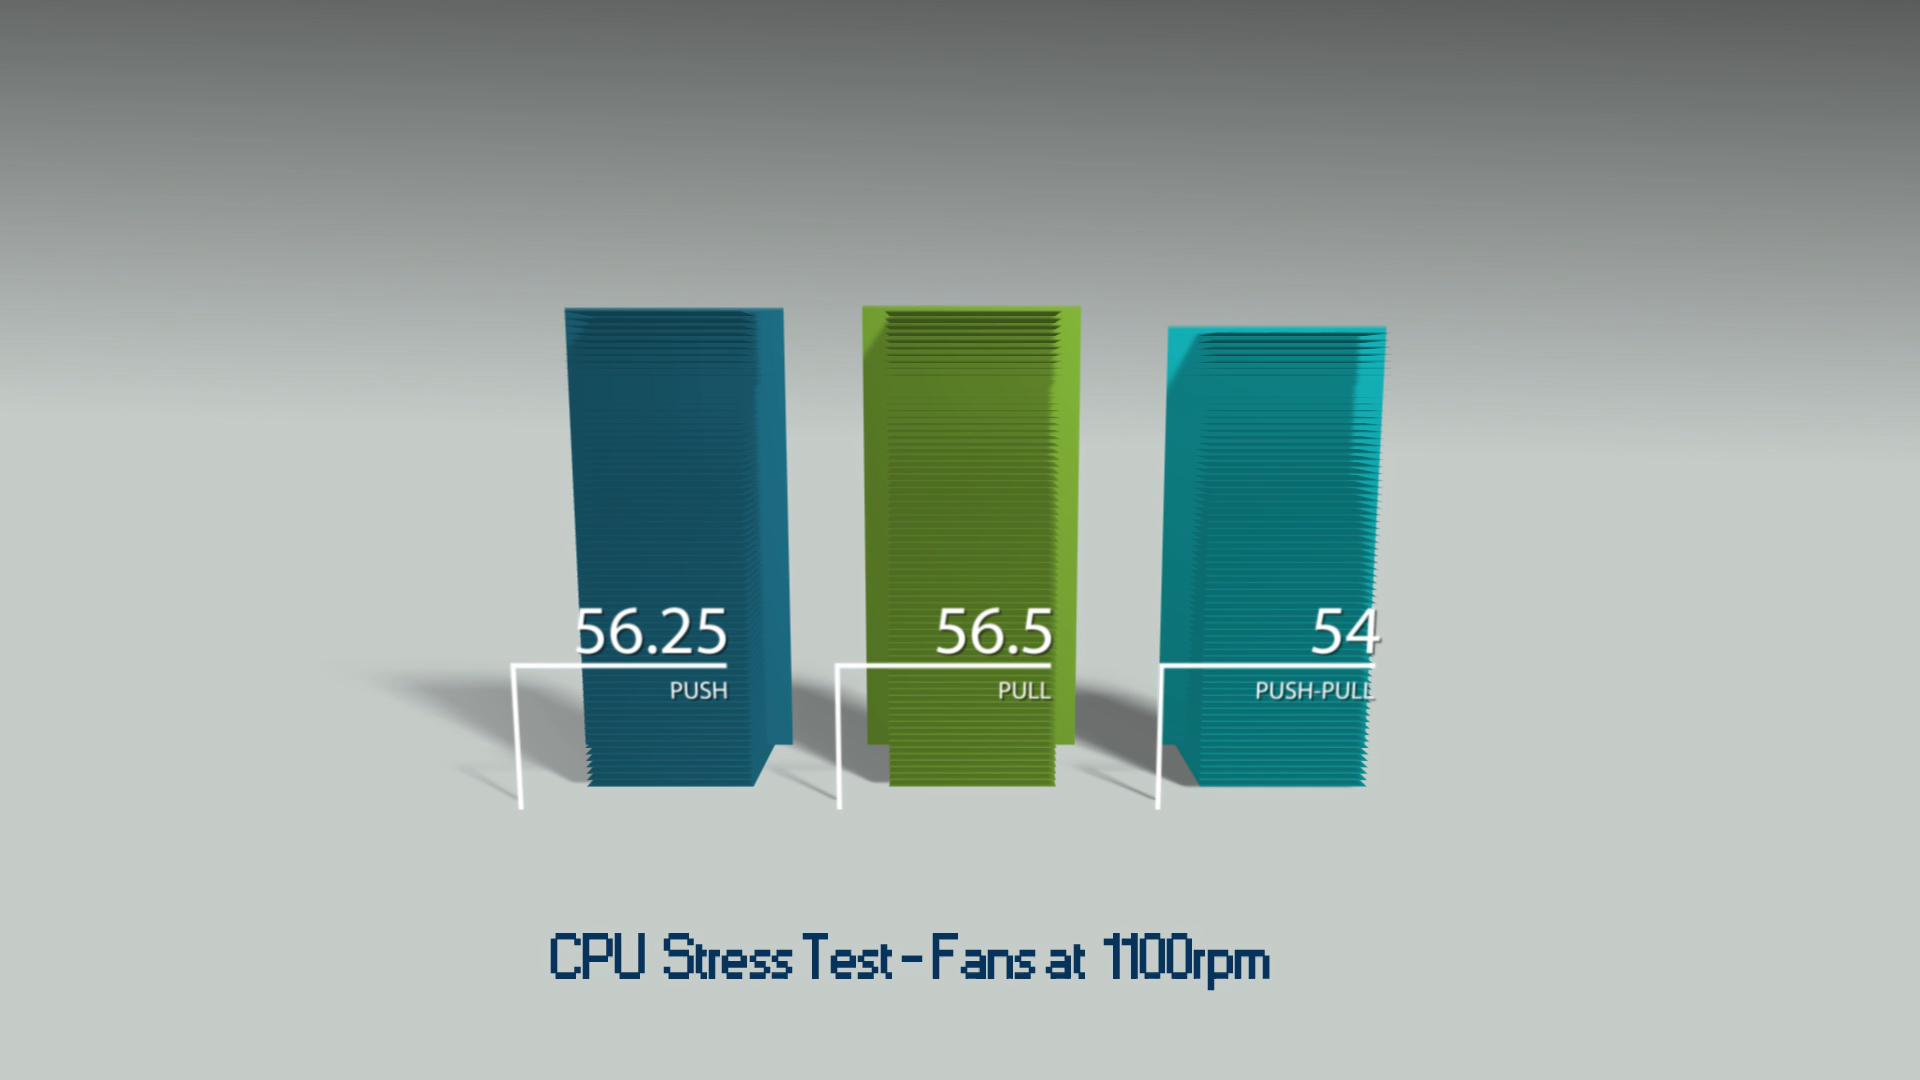 56.25
PUSH
56.5
PULL
54
PUSH-PULL
CPU Stress Test - Fans at 1100rpm